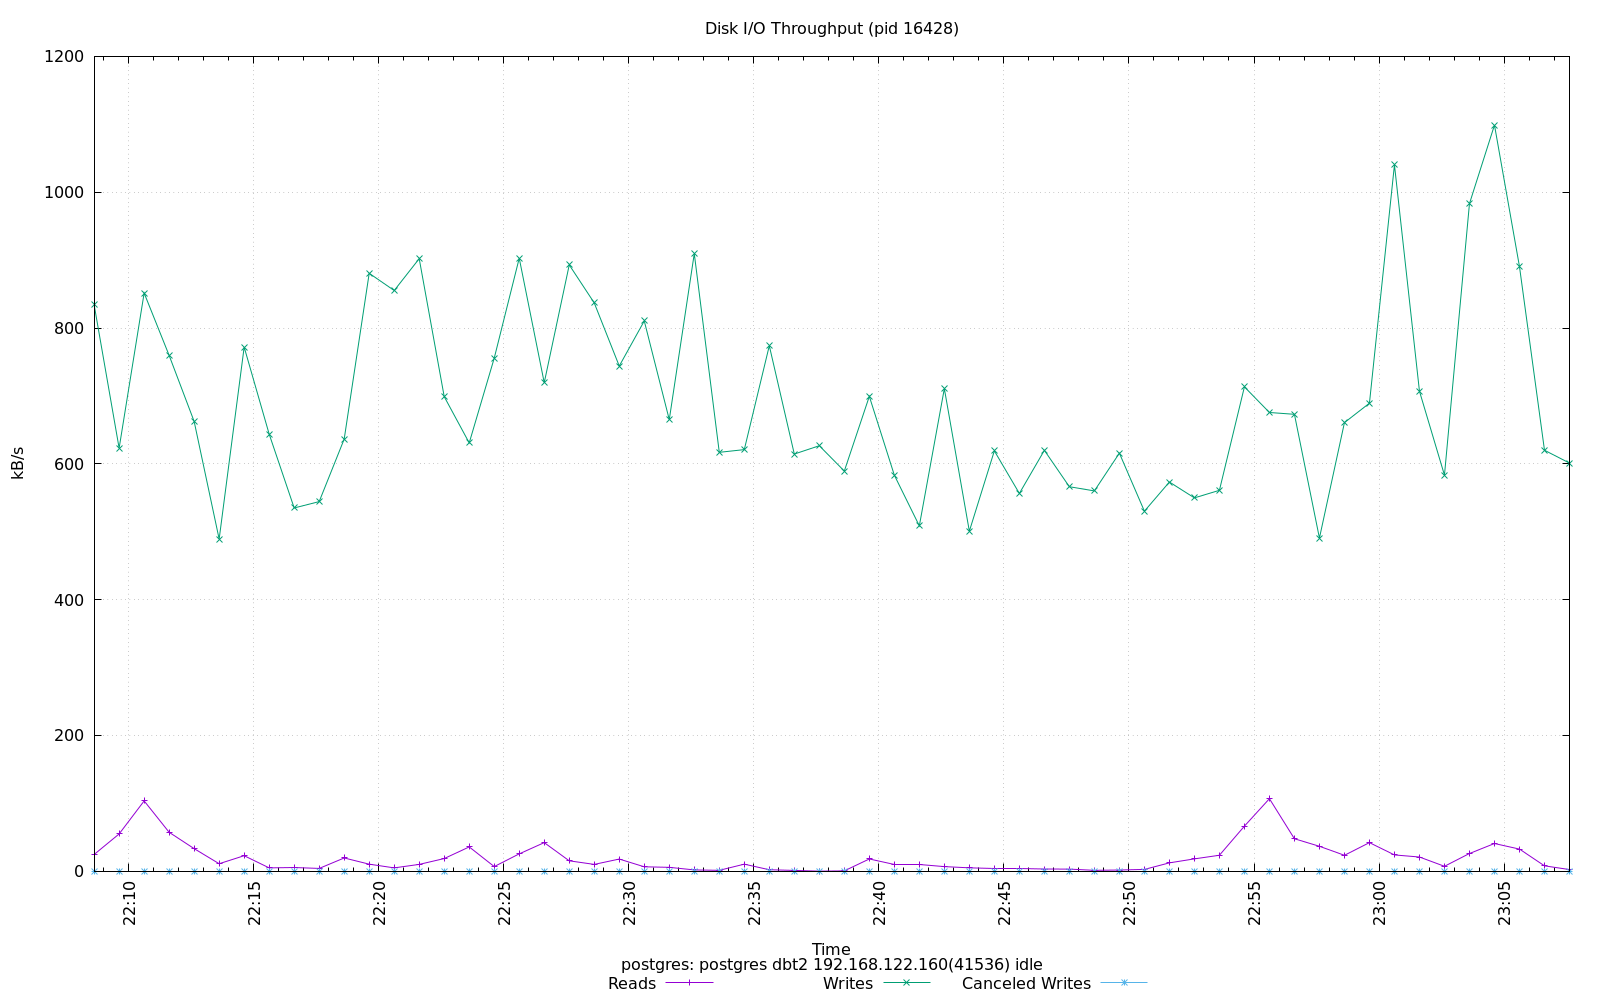 Disk I/O Throughput (pid 16428)
1200
1000
800
600
400
200
0
kB/s
22:10 22:15 22:20 22:25 22:30 22:35 22:40 22:45 22:50 22:55 23:00 23:05
Time
postgres: postgres dbt2 192.168.122.160(41536) idle
Reads Writes Canceled Writes